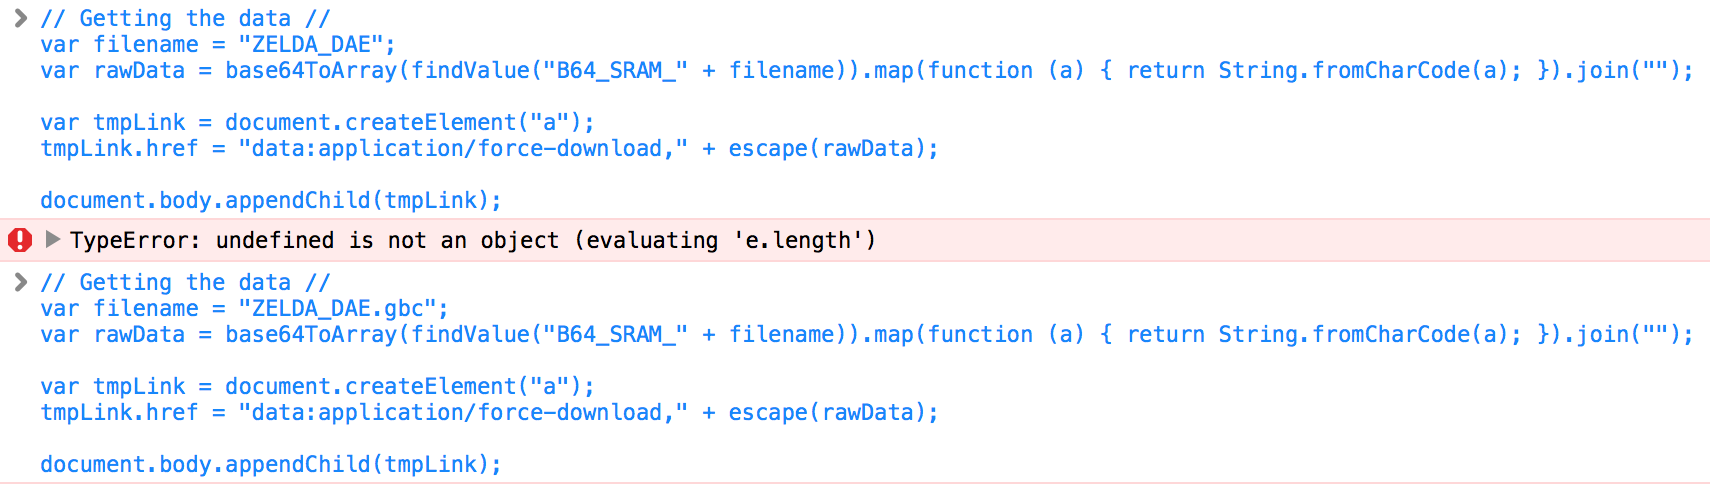 // Getting the data //
var filename = "ZELDA_DAE";
var rawData = base64ToArray(findValue("B64_SRAM_" + filename)).map(function (a) { return String.fromCharCode(a); }).join("");
var tmpLink = document.createElement("a");
tmpLink.href = "data:application/force-download," + escape(rawData);
document.body.appendChild(tmpLink);
TypeError: undefined is not an object (evaluating 'e.length')
// Getting the data //
var filename = "ZELDA_DAE.gbc";
var rawData = base64ToArray(findValue("B64_SRAM_" + filename)).map(function (a) { return String.fromCharCode(a); }).join("");
var tmpLink = document.createElement("a");
tmpLink.href = "data:application/force-download," + escape(rawData);
document.body.appendChild(tmpLink);